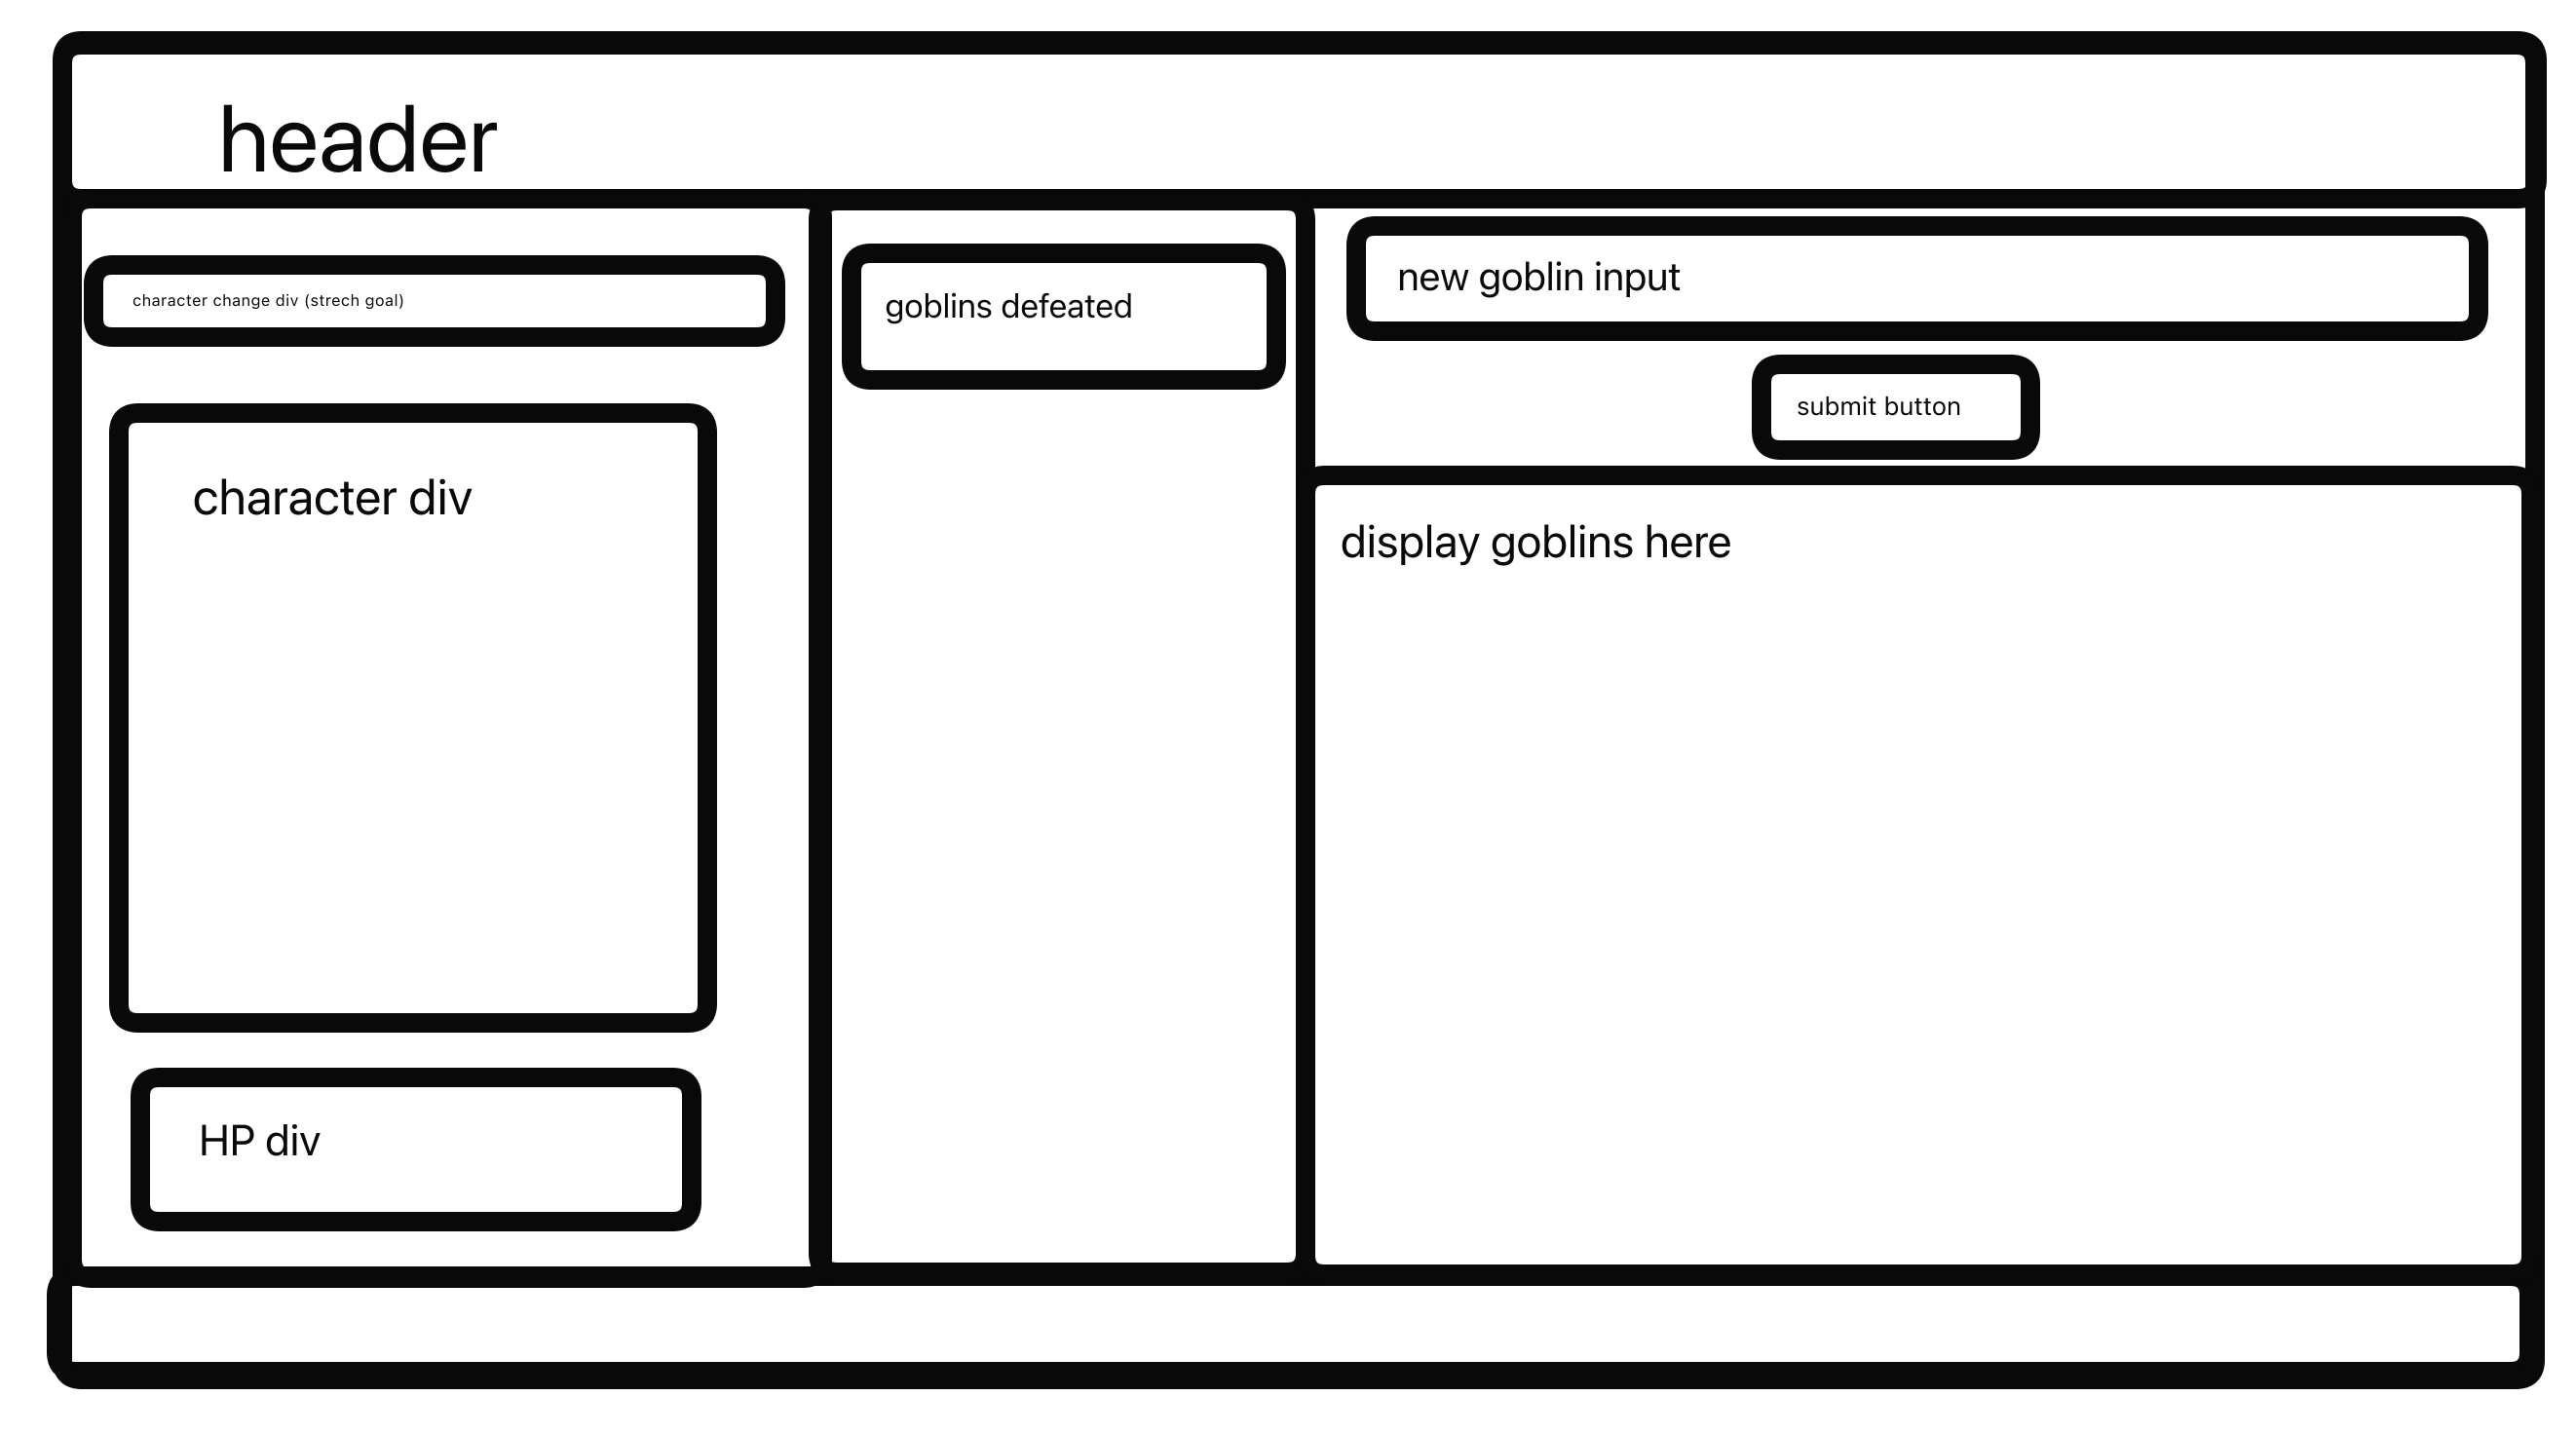 header
character change div (strech goal)
character div
HP div
goblins defeated
new goblin input
submit button
display goblins here